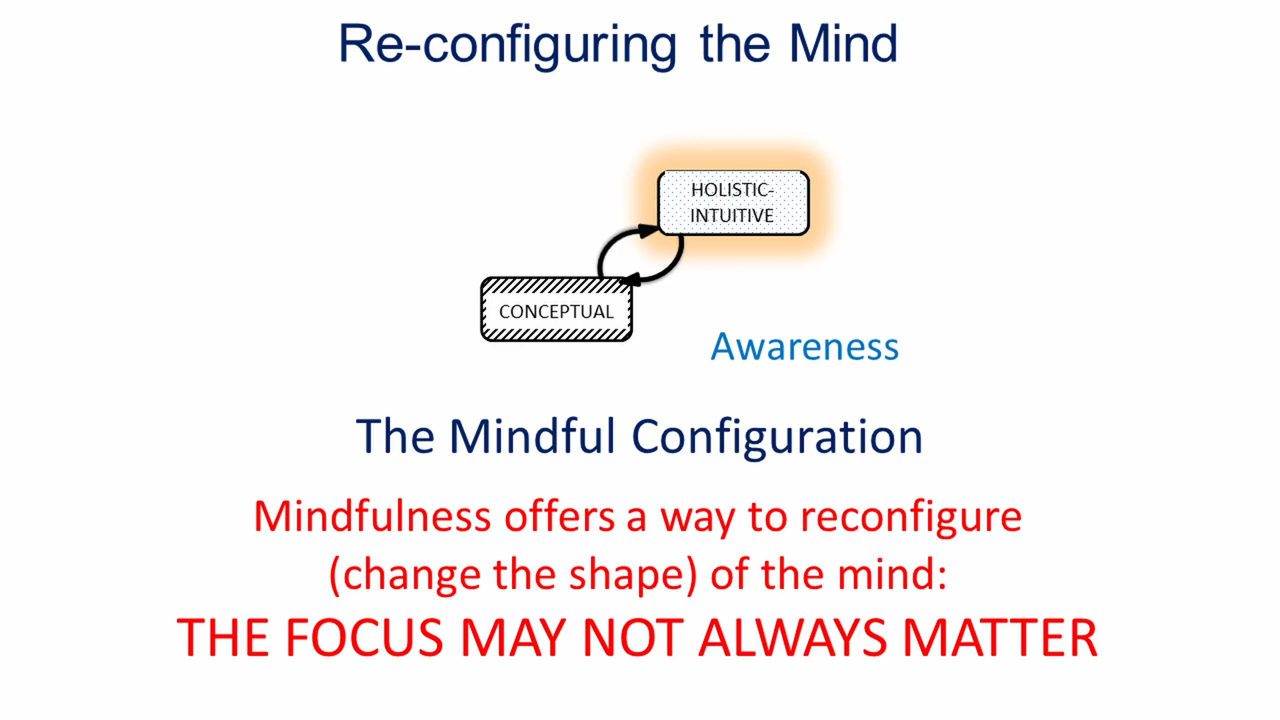 Re-configuring the Mind
HOLISTIC-
INTUITIVE
CONCEPTUAL
Awareness
The Mindful Configuration
Mindfulness offers a way to reconfigure
(change the shape) of the mind:
THE FOCUS MAY NOT ALWAYS MATTER